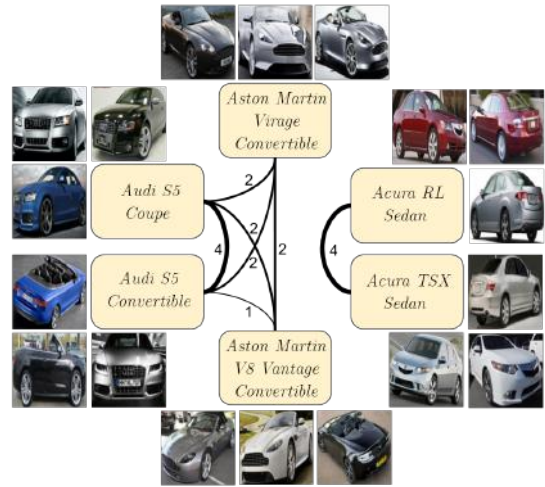 Aston Martin
Virage
Convertible
Audi S5
Coupe
Acura RL
Sedan
2
2
2
4
2
4
1
Audi S5
Convertible
Acura TSX
Sedan
Aston Martin
V8 Vantage
Convertible